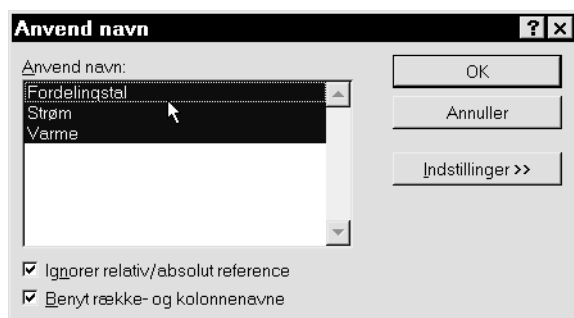 Anvend navn
Anvend navn:
Fordelingstal
Strøm
Varme
OK
Annuller
Indstillinger >>
Ignorer relativ/absolut reference
Benyt række- og kolonnenavne